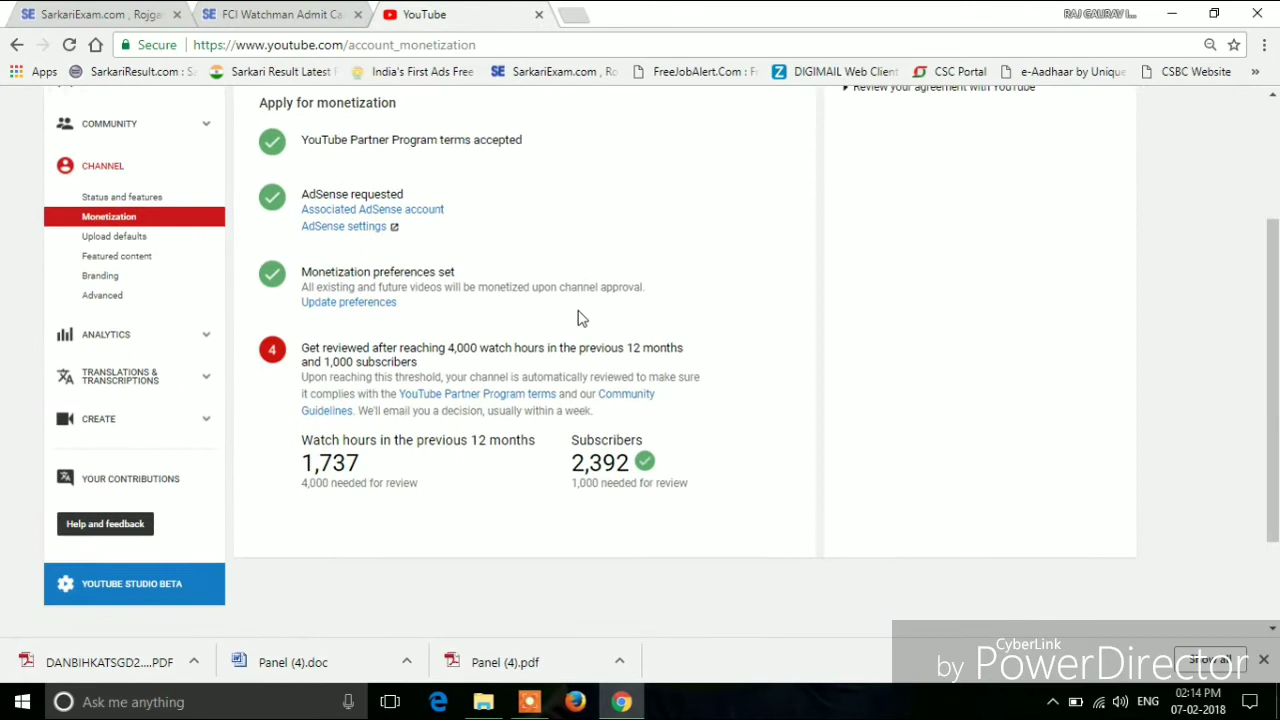 SarkariExam.com , Rojga
FCI Watchman Admit Ca
YouTube
RAJ GAURAV I...
Secure
https://www.youtube.com/account_monetization
Apps
SarkariResult.com : S
Sarkari Result Latest
India's First Ads Free
SarkariExam.com , Ro
FreeJobAlert.Com : F
DIGIMAIL Web Client
CSC Portal
e-Aadhaar by Unique
CSBC Website
»
Review your agreement with YouTube
COMMUNITY
CHANNEL
Status and features
Monetization
Upload defaults
Featured content
Branding
Advanced
ANALYTICS
TRANSLATIONS &
TRANSCRIPTIONS
CREATE
YOUR CONTRIBUTIONS
Help and feedback
YOUTUBE STUDIO BETA
Apply for monetization
YouTube Partner Program terms accepted
AdSense requested
Associated AdSense account
AdSense settings
Monetization preferences set
All existing and future videos will be monetized upon channel approval.
Update preferences
4
Get reviewed after reaching 4,000 watch hours in the previous 12 months
and 1,000 subscribers
Upon reaching this threshold, your channel is automatically reviewed to make sure
it complies with the YouTube Partner Program terms and our Community
Guidelines. We'll email you a decision, usually within a week.
Watch hours in the previous 12 months
1,737
4,000 needed for review
Subscribers
2,392
1,000 needed for review
DANBIHKATSGD2....PDF
Panel (4).doc
Panel (4).pdf
Show all
CyberLink
by PowerDirector
Ask me anything
ENG
02:14 PM
07-02-2018